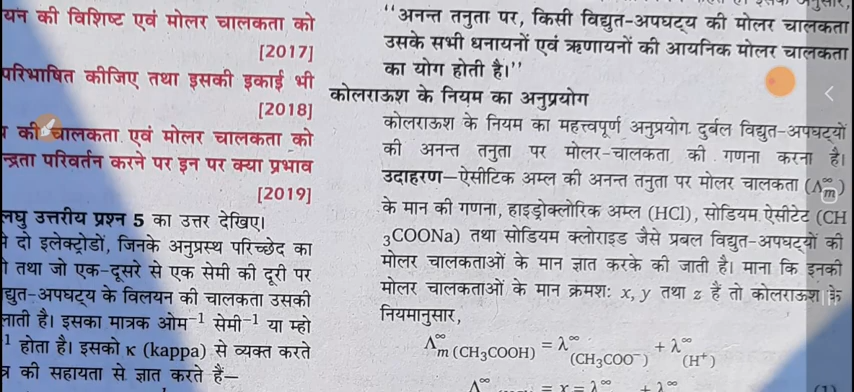 यन की विशिष्ट एवं मोलर चालकता को
[2017]
परिभाषित कीजिए तथा इसकी इकाई भी
[2018]
की चालकता एवं मोलर चालकता को
न्द्रता परिवर्तन करने पर इन पर क्या प्रभाव
[2019]
लघु उत्तरीय प्रश्न 5 का उत्तर देखिए।
दो इलेक्ट्रोडों, जिनके अनुप्रस्थ परिच्छेद का
तथा जो एक-दूसरे से एक सेमी की दूरी पर
द्युत-अपघट्य के विलयन की चालकता उसकी
लाती है। इसका मात्रक ओम⁻¹ सेमी⁻¹ या म्हो
⁻¹ होता है। इसको κ (kappa) से व्यक्त करते
त्र की सहायता से ज्ञात करते हैं—
‘‘अनन्त तनुता पर, किसी विद्युत-अपघट्य की मोलर चालकता
उसके सभी धनायनों एवं ऋणायनों की आयनिक मोलर चालकता
का योग होती है।’’
कोलराऊश के नियम का अनुप्रयोग
कोलराऊश के नियम का महत्त्वपूर्ण अनुप्रयोग दुर्बल विद्युत-अपघट्यों
की अनन्त तनुता पर मोलर-चालकता की गणना करना है।
उदाहरण—ऐसीटिक अम्ल की अनन्त तनुता पर मोलर चालकता (Λ∞m)
के मान की गणना, हाइड्रोक्लोरिक अम्ल (HCl), सोडियम ऐसीटेट (CH
₃COONa) तथा सोडियम क्लोराइड जैसे प्रबल विद्युत-अपघट्यों की
मोलर चालकताओं के मान ज्ञात करके की जाती है। माना कि इनकी
मोलर चालकताओं के मान क्रमशः x, y तथा z हैं तो कोलराऊश के
नियमानुसार,
Λ∞m (CH₃COOH) = λ∞(CH₃COO⁻) + λ∞(H⁺)
Λ∞ = x = λ∞ + λ∞ (1)